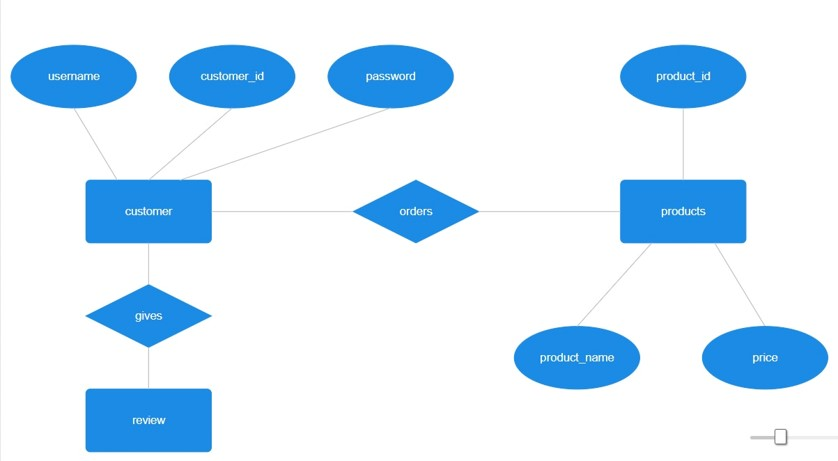 username
customer_id
password
product_id
customer
orders
products
gives
product_name
price
review